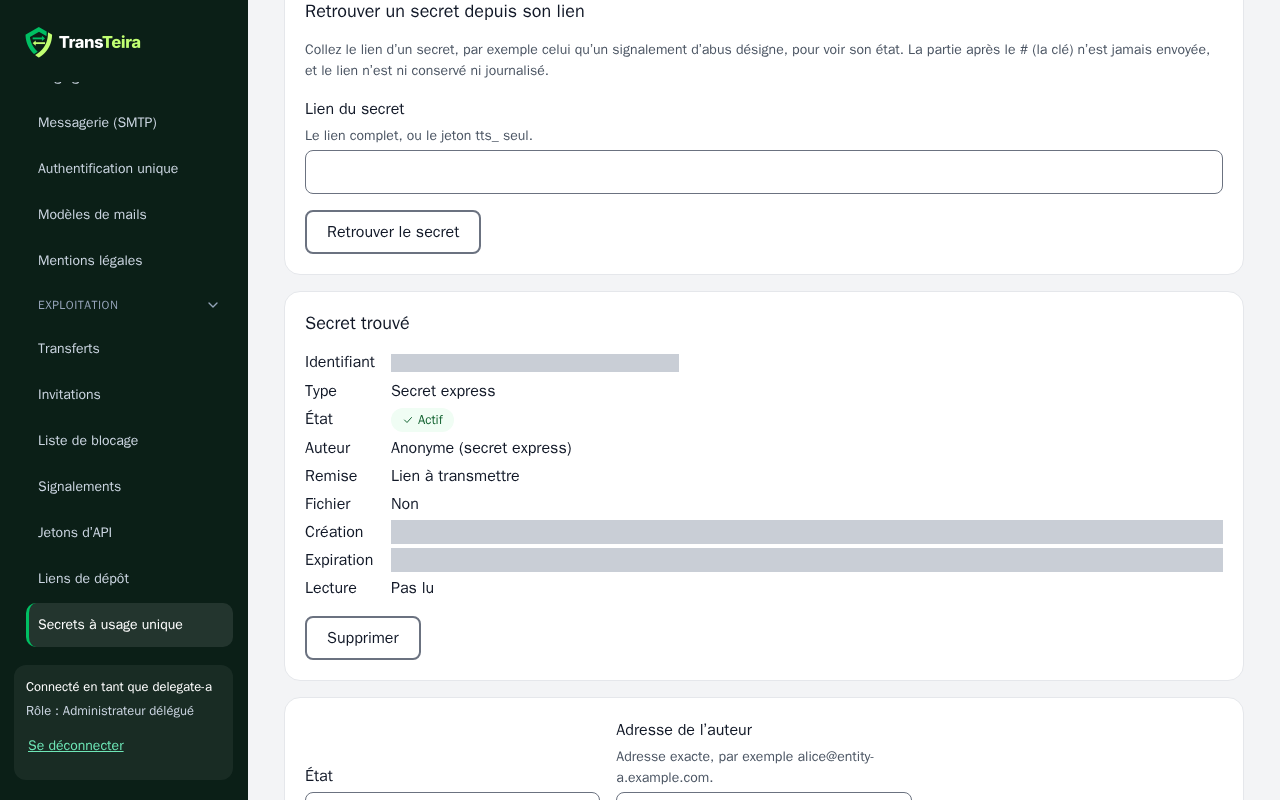 TransTeira
Messagerie (SMTP)
Authentification unique
Modèles de mails
Mentions légales
EXPLOITATION
Transferts
Invitations
Liste de blocage
Signalements
Jetons d’API
Liens de dépôt
Secrets à usage unique
Connecté en tant que delegate-a
Rôle : Administrateur délégué
Se déconnecter
Retrouver un secret depuis son lien
Collez le lien d’un secret, par exemple celui qu’un signalement d’abus désigne, pour voir son état. La partie après le # (la clé) n’est jamais envoyée,
et le lien n’est ni conservé ni journalisé.
Lien du secret
Le lien complet, ou le jeton tts_ seul.
Retrouver le secret
Secret trouvé
Identifiant
Type Secret express
État Actif
Auteur Anonyme (secret express)
Remise Lien à transmettre
Fichier Non
Création
Expiration
Lecture Pas lu
Supprimer
État
Adresse de l’auteur
Adresse exacte, par exemple alice@entity-
a.example.com.